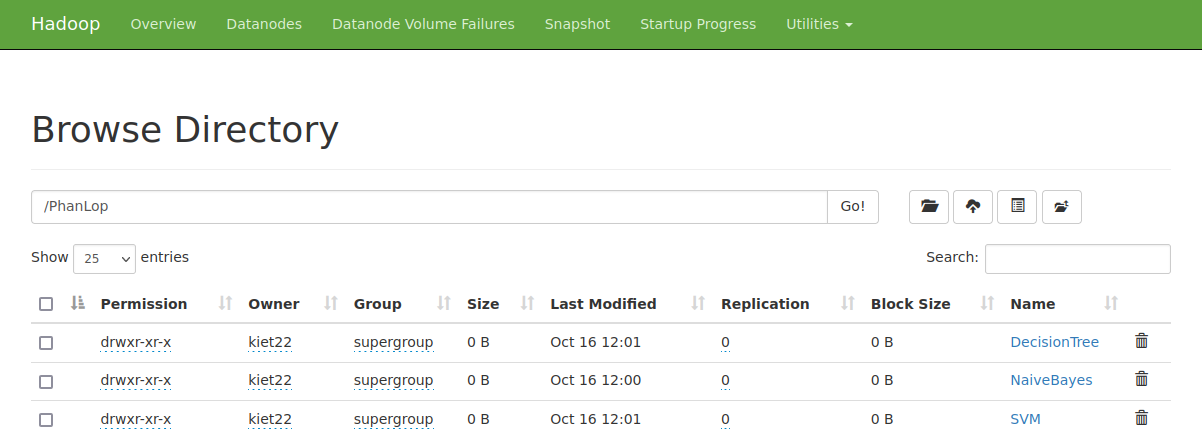 Hadoop Overview Datanodes Datanode Volume Failures Snapshot Startup Progress Utilities
Browse Directory
/PhanLop Go!
Show 25 entries Search:
Permission Owner Group Size Last Modified Replication Block Size Name
drwxr-xr-x kiet22 supergroup 0 B Oct 16 12:01 0 0 B DecisionTree
drwxr-xr-x kiet22 supergroup 0 B Oct 16 12:00 0 0 B NaiveBayes
drwxr-xr-x kiet22 supergroup 0 B Oct 16 12:01 0 0 B SVM